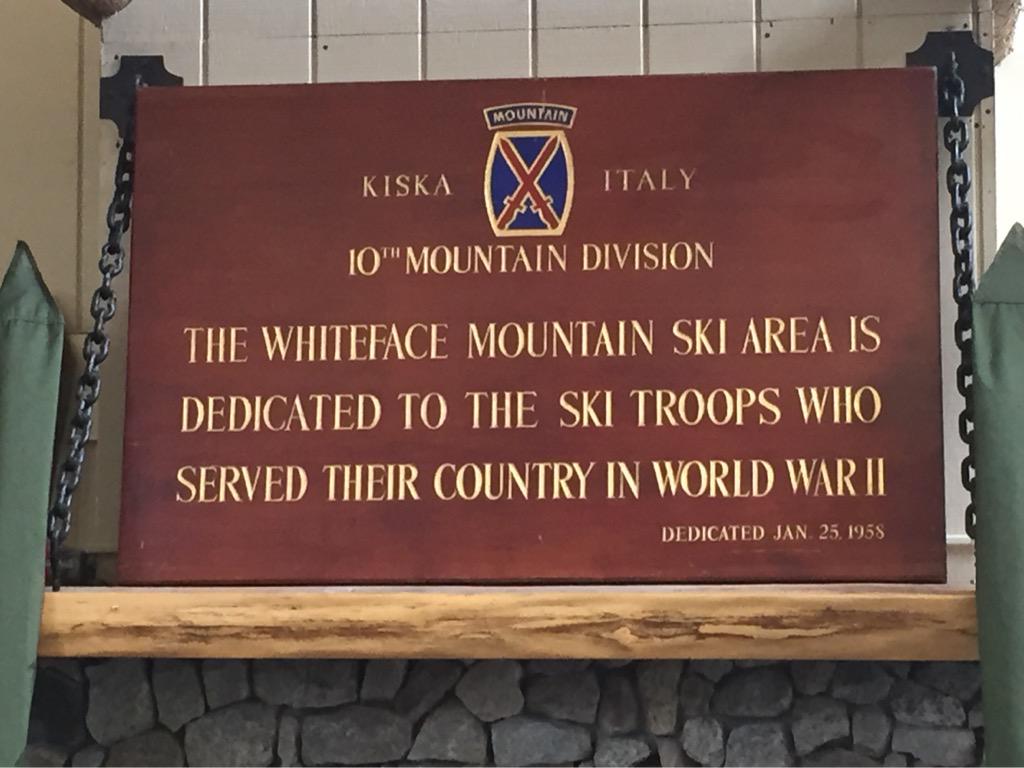 MOUNTAIN
KISKA ITALY
10TH MOUNTAIN DIVISION
THE WHITEFACE MOUNTAIN SKI AREA IS
DEDICATED TO THE SKI TROOPS WHO
SERVED THEIR COUNTRY IN WORLD WAR II
DEDICATED JAN. 25, 1958